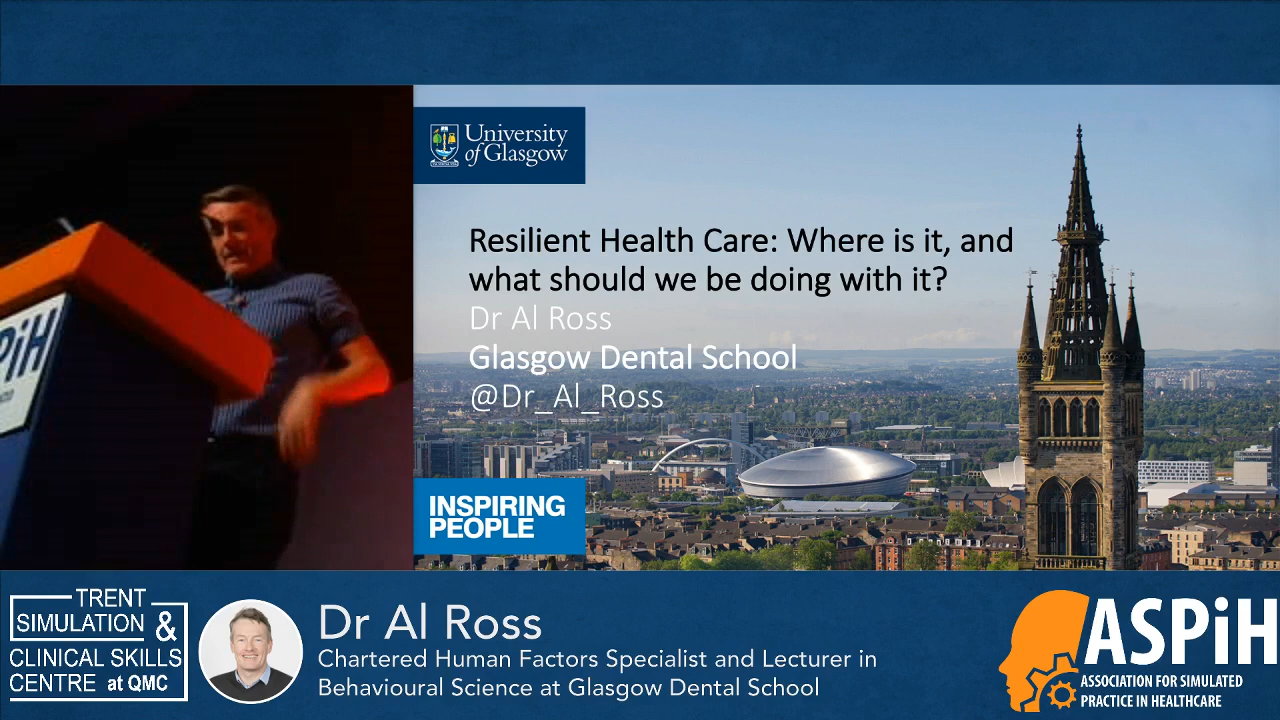 University
of Glasgow
Resilient Health Care: Where is it, and
what should we be doing with it?
Dr Al Ross
Glasgow Dental School
@Dr_Al_Ross
INSPIRING
PEOPLE
PiH
TRENT
SIMULATION &
CLINICAL SKILLS
CENTRE at QMC
Dr Al Ross
Chartered Human Factors Specialist and Lecturer in
Behavioural Science at Glasgow Dental School
ASPiH
ASSOCIATION FOR SIMULATED
PRACTICE IN HEALTHCARE